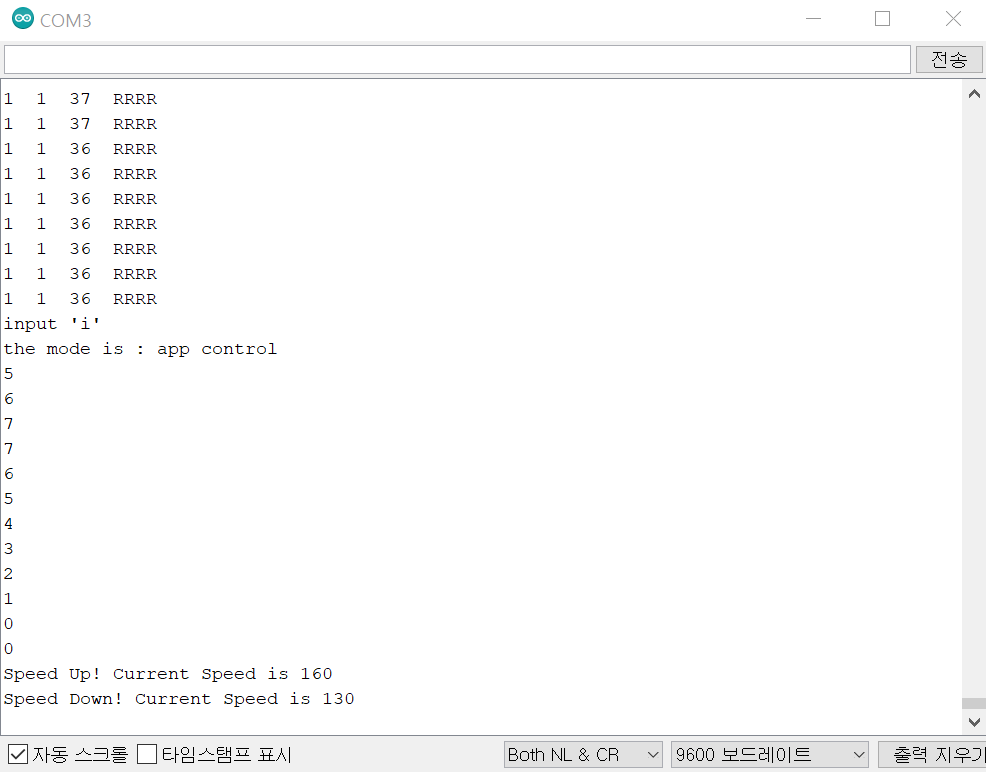 COM3
전송
1  1  37  RRRR
1  1  37  RRRR
1  1  36  RRRR
1  1  36  RRRR
1  1  36  RRRR
1  1  36  RRRR
1  1  36  RRRR
1  1  36  RRRR
1  1  36  RRRR
input 'i'
the mode is : app control
5
6
7
7
6
5
4
3
2
1
0
0
Speed Up! Current Speed is 160
Speed Down! Current Speed is 130
자동 스크롤 타임스탬프 표시 Both NL & CR 9600 보드레이트 출력 지우기